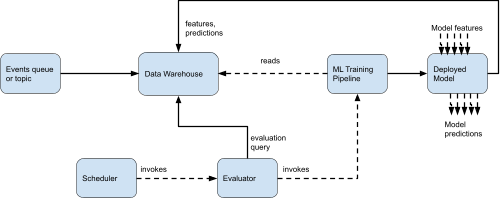 Model features
features,
predictions
Events queue
or topic
Data Warehouse
reads
ML Training
Pipeline
Deployed
Model
Model
predictions
evaluation
query
Scheduler
invokes
Evaluator
invokes